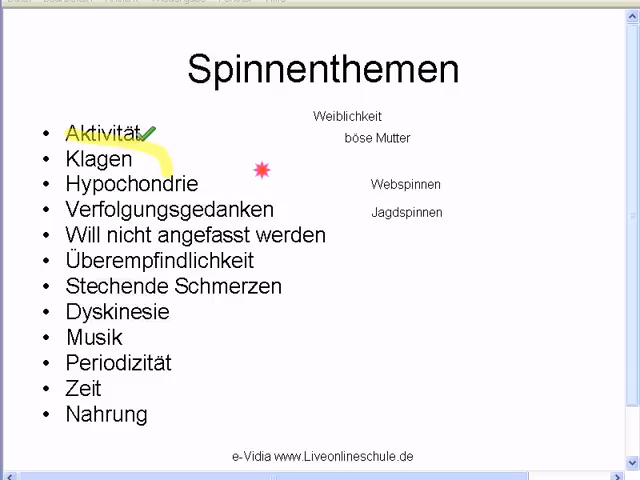 Spinnenthemen
Weiblichkeit
• Aktivität
böse Mutter
• Klagen
• Hypochondrie
Webspinnen
• Verfolgungsgedanken
Jagdspinnen
• Will nicht angefasst werden
• Überempfindlichkeit
• Stechende Schmerzen
• Dyskinesie
• Musik
• Periodizität
• Zeit
• Nahrung
e-Vidia www.Liveonlineschule.de